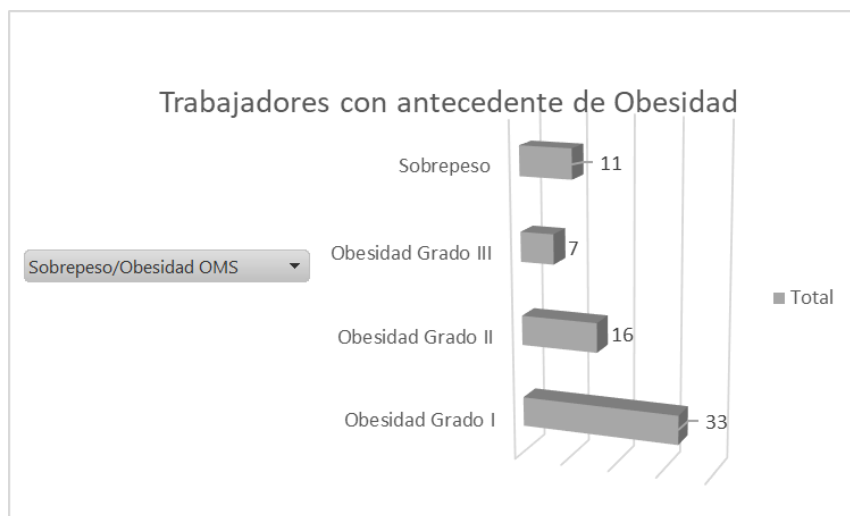 Trabajadores con antecedente de Obesidad
Sobrepeso
11
Sobrepeso/Obesidad OMS
Obesidad Grado III
7
Total
Obesidad Grado II
16
Obesidad Grado I
33